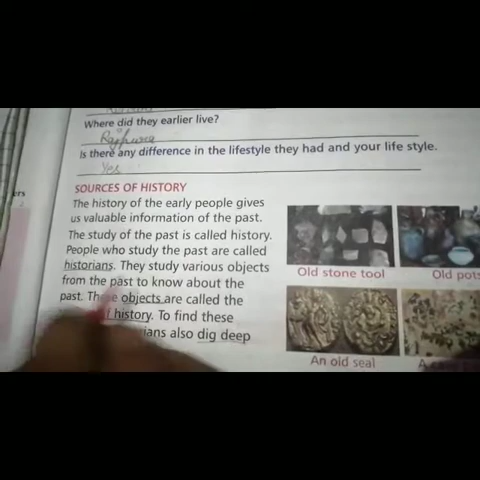 Where did they earlier live?
Is there any difference in the lifestyle they had and your life style.
Yes
SOURCES OF HISTORY
The history of the early people gives
us valuable information of the past.
The study of the past is called history.
People who study the past are called
historians. They study various objects
from the past to know about the
past. These objects are called the
history. To find these
also dig deep
Old stone tool
Old pots
An old seal
ers